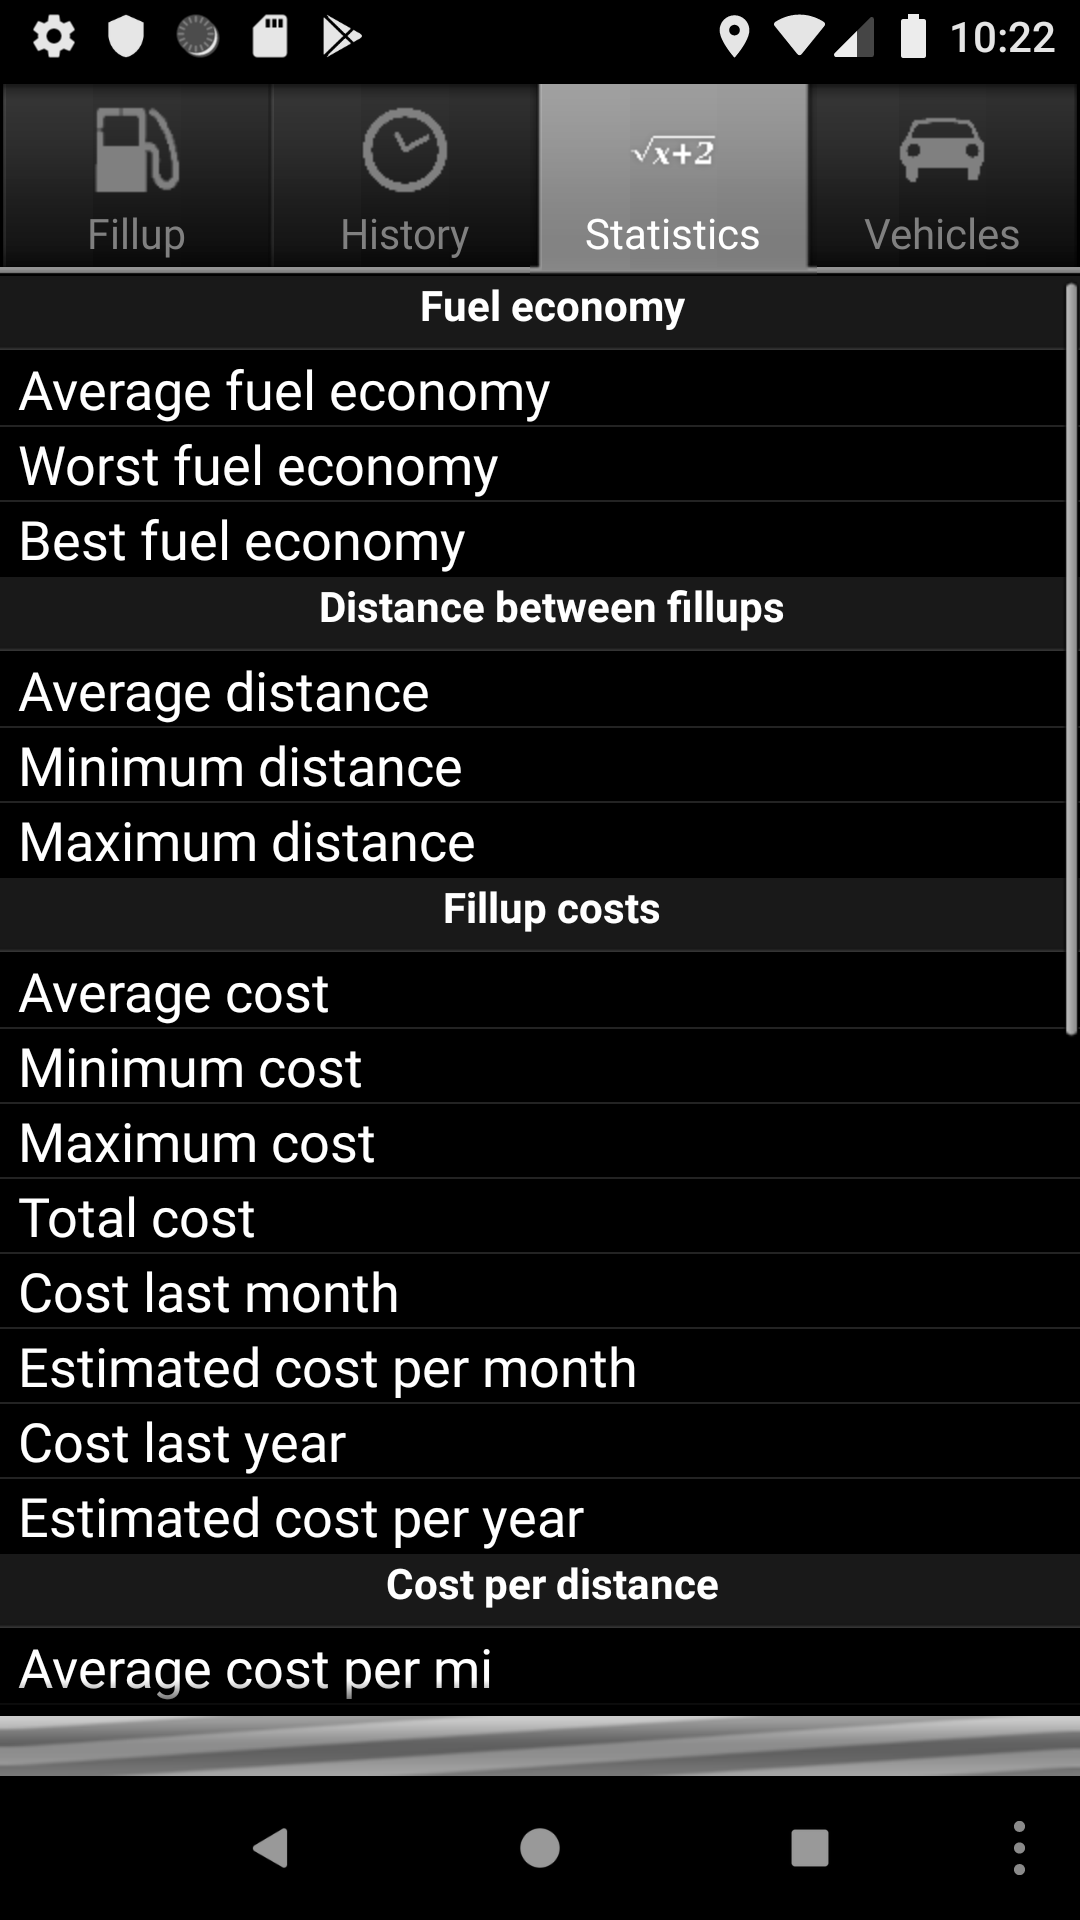 10:22
Fillup
History
√x+2
Statistics
Vehicles
Fuel economy
Average fuel economy
Worst fuel economy
Best fuel economy
Distance between fillups
Average distance
Minimum distance
Maximum distance
Fillup costs
Average cost
Minimum cost
Maximum cost
Total cost
Cost last month
Estimated cost per month
Cost last year
Estimated cost per year
Cost per distance
Average cost per mi